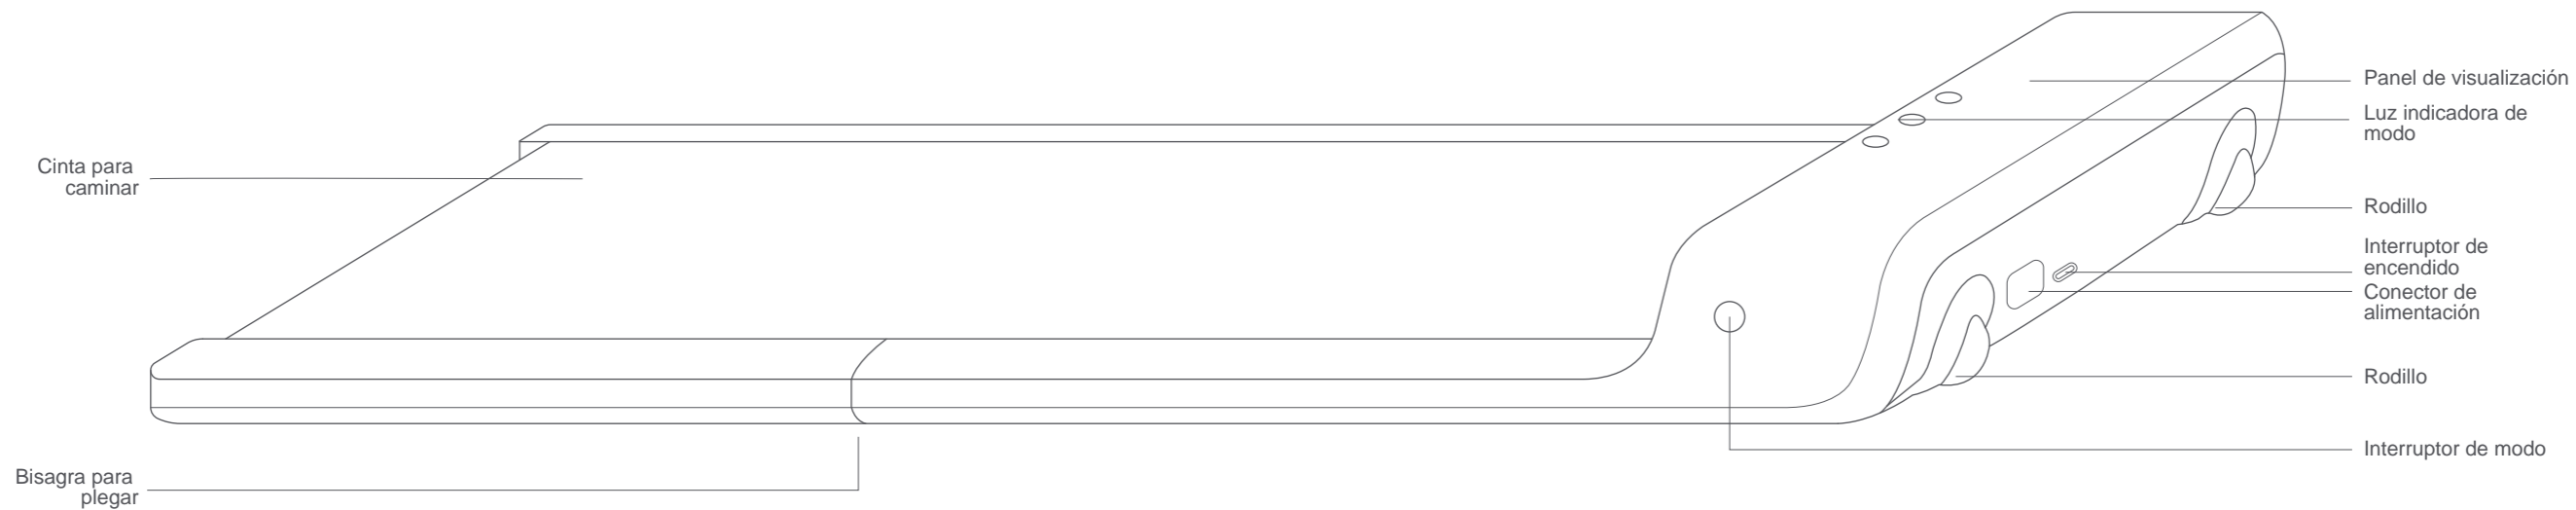 Cinta para
caminar
Bisagra para
plegar
Panel de visualización
Luz indicadora de
modo
Rodillo
Interruptor de
encendido
Conector de
alimentación
Rodillo
Interruptor de modo